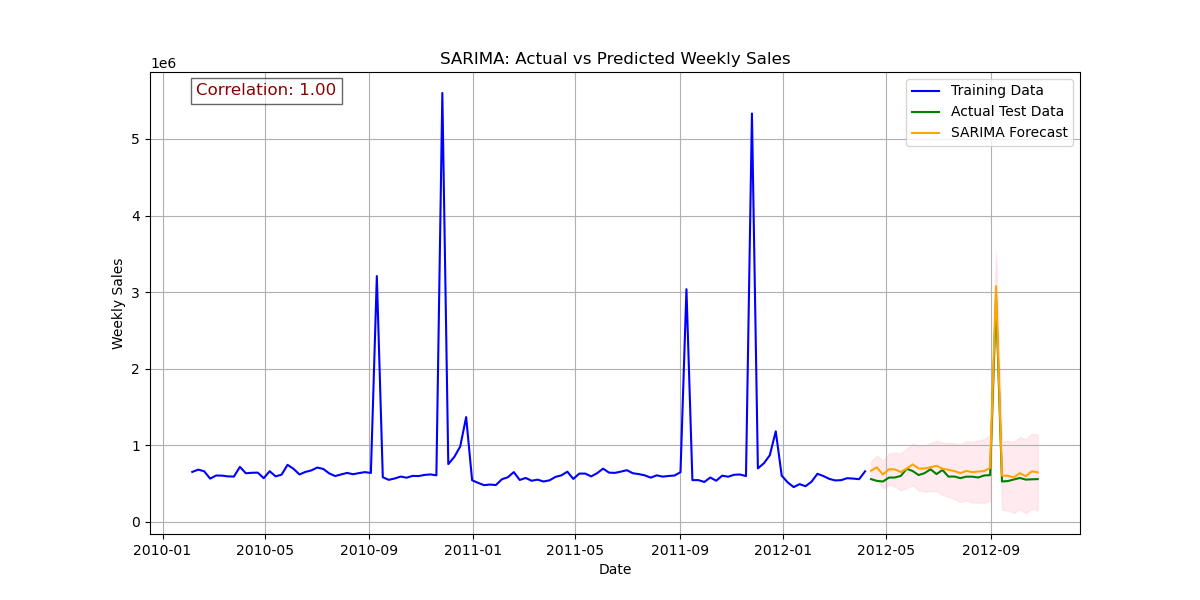 SARIMA: Actual vs Predicted Weekly Sales
1e6
Correlation: 1.00
Training Data
Actual Test Data
SARIMA Forecast
5
4
3
2
1
0
Weekly Sales
2010-01 2010-05 2010-09 2011-01 2011-05 2011-09 2012-01 2012-05 2012-09
Date